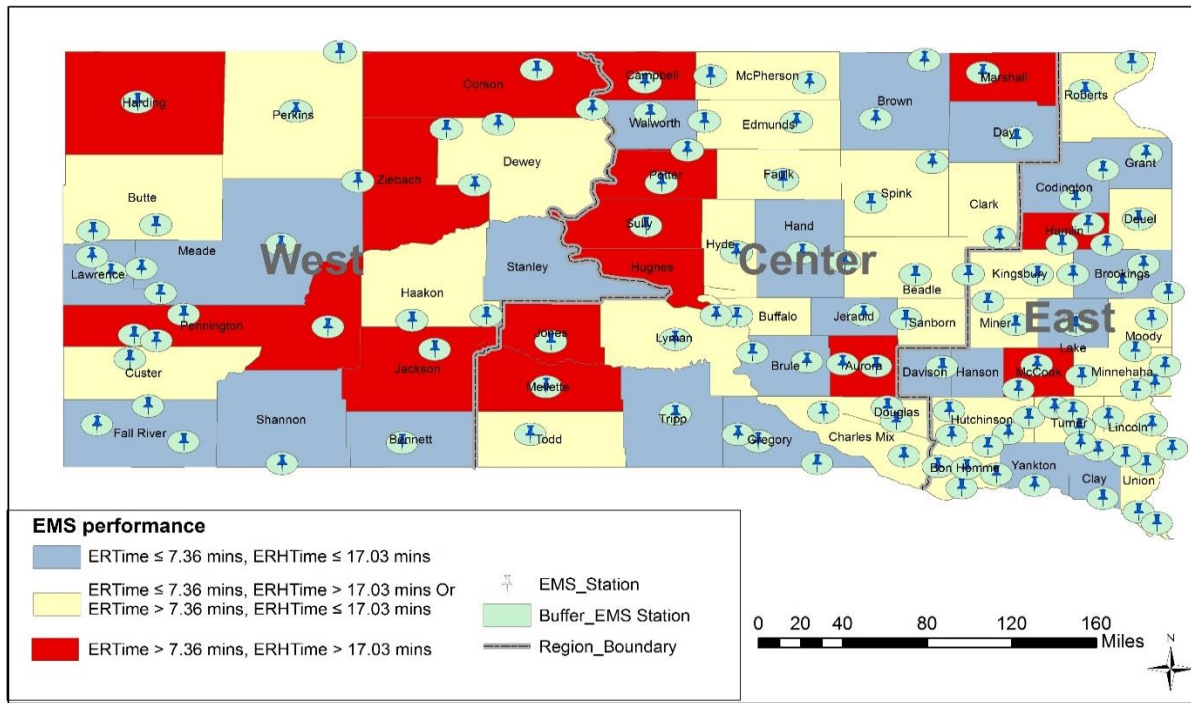 Campbell
McPherson
Marshall
Corson
Harding
Roberts
Perkins
Brown
Walworth
Edmunds
Day
Dewey
Grant
Ziebach
Potter
Faulk
Codington
Butte
Spink
Clark
Deuel
Sully
Hand
Hamlin
Meade
Hyde
West
Center
Lawrence
Stanley
Hughes
Kingsbury
Brookings
Beadle
Haakon
Pennington
Jones
Buffalo
Jerauld
Sanborn
Miner
East
Moody
Lyman
Lake
Custer
Jackson
Brule
Aurora
Davison
Hanson
McCook
Minnehaha
Mellette
Shannon
Tripp
Douglas
Hutchinson
Turner
Lincoln
Fall River
Bennett
Todd
Gregory
Charles Mix
Bon Homme
Yankton
Clay
Union
EMS performance
ERTime ≤ 7.36 mins, ERHTime ≤ 17.03 mins
ERTime ≤ 7.36 mins, ERHTime > 17.03 mins Or
ERTime > 7.36 mins, ERHTime ≤ 17.03 mins
ERTime > 7.36 mins, ERHTime > 17.03 mins
EMS_Station
Buffer_EMS Station
Region_Boundary
0 20 40 80 120 160
Miles
N